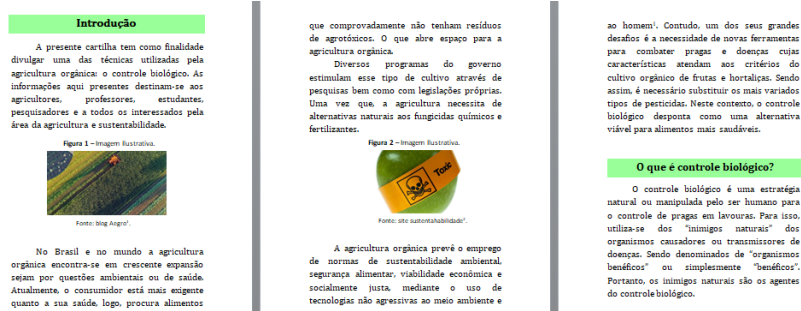 Introdução
A presente cartilha tem como finalidade
divulgar uma das técnicas utilizadas pela
agricultura orgânica: o controle biológico. As
informações aqui presentes destinam-se aos
agricultores, professores, estudantes,
pesquisadores e a todos os interessados pela
área da agricultura e sustentabilidade.
Figura 1 – Imagem Ilustrativa.
Fonte: blog Aegro¹.
No Brasil e no mundo a agricultura
orgânica encontra-se em crescente expansão
sejam por questões ambientais ou de saúde.
Atualmente, o consumidor está mais exigente
quanto a sua saúde, logo, procura alimentos
que comprovadamente não tenham resíduos
de agrotóxicos. O que abre espaço para a
agricultura orgânica.
Diversos programas do governo
estimulam esse tipo de cultivo através de
pesquisas bem como com legislações próprias.
Uma vez que, a agricultura necessita de
alternativas naturais aos fungicidas químicos e
fertilizantes.
Figura 2 – Imagem Ilustrativa.
Toxic
Fonte: site sustentahabilidade².
A agricultura orgânica prevê o emprego
de normas de sustentabilidade ambiental,
segurança alimentar, viabilidade econômica e
socialmente justa, mediante o uso de
tecnologias não agressivas ao meio ambiente e
ao homem³. Contudo, um dos seus grandes
desafios é a necessidade de novas ferramentas
para combater pragas e doenças cujas
características atendam aos critérios do
cultivo orgânico de frutas e hortaliças. Sendo
assim, é necessário substituir os mais variados
tipos de pesticidas. Neste contexto, o controle
biológico desponta como uma alternativa
viável para alimentos mais saudáveis.
O que é controle biológico?
O controle biológico é uma estratégia
natural ou manipulada pelo ser humano para
o controle de pragas em lavouras. Para isso,
utiliza-se dos "inimigos naturais" dos
organismos causadores ou transmissores de
doenças. Sendo denominados de "organismos
benéficos" ou simplesmente "benéficos".
Portanto, os inimigos naturais são os agentes
do controle biológico.